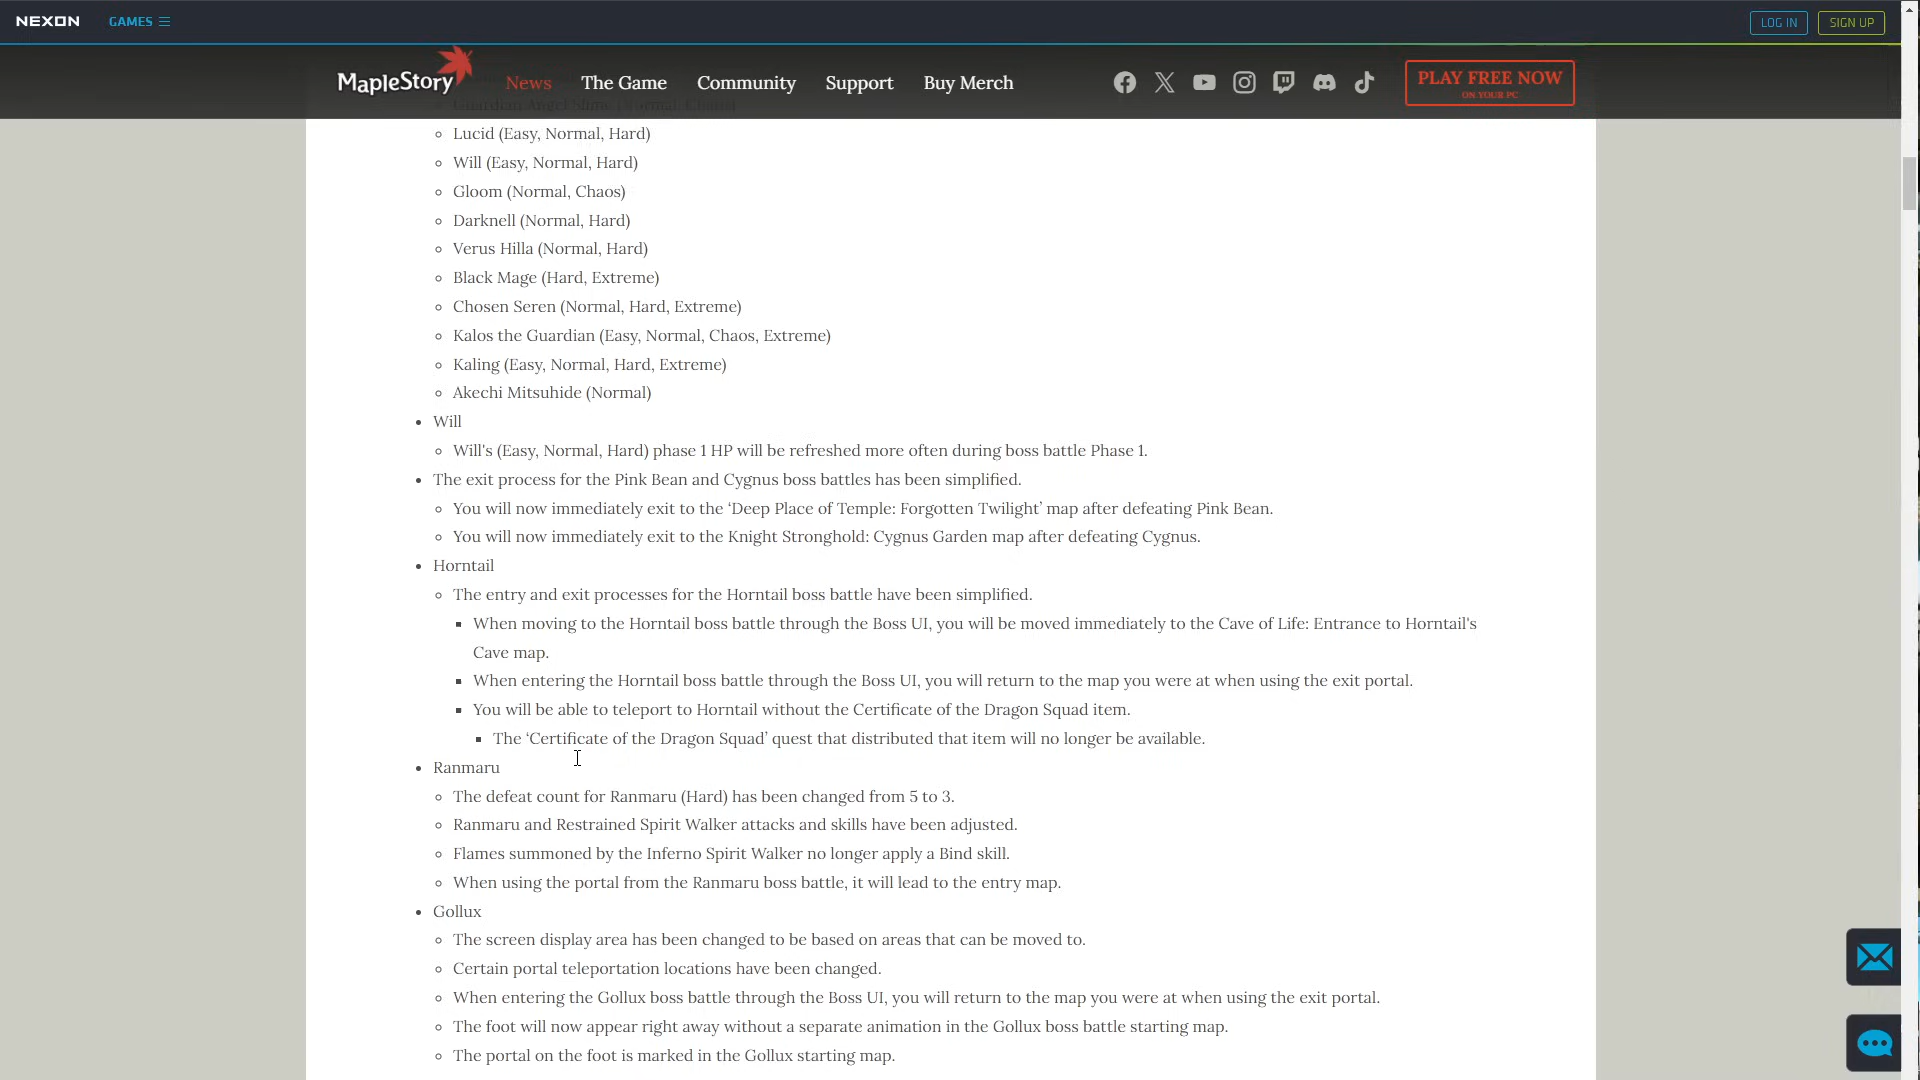 NEXON GAMES LOG IN SIGN UP
MapleStory News The Game Community Support Buy Merch PLAY FREE NOW
ON YOUR PC
Guardian Angel Slime (Normal, Chaos)
Lucid (Easy, Normal, Hard)
Will (Easy, Normal, Hard)
Gloom (Normal, Chaos)
Darknell (Normal, Hard)
Verus Hilla (Normal, Hard)
Black Mage (Hard, Extreme)
Chosen Seren (Normal, Hard, Extreme)
Kalos the Guardian (Easy, Normal, Chaos, Extreme)
Kaling (Easy, Normal, Hard, Extreme)
Akechi Mitsuhide (Normal)
Will
Will's (Easy, Normal, Hard) phase 1 HP will be refreshed more often during boss battle Phase 1.
The exit process for the Pink Bean and Cygnus boss battles has been simplified.
You will now immediately exit to the ‘Deep Place of Temple: Forgotten Twilight’ map after defeating Pink Bean.
You will now immediately exit to the Knight Stronghold: Cygnus Garden map after defeating Cygnus.
Horntail
The entry and exit processes for the Horntail boss battle have been simplified.
When moving to the Horntail boss battle through the Boss UI, you will be moved immediately to the Cave of Life: Entrance to Horntail's
Cave map.
When entering the Horntail boss battle through the Boss UI, you will return to the map you were at when using the exit portal.
You will be able to teleport to Horntail without the Certificate of the Dragon Squad item.
The ‘Certificate of the Dragon Squad’ quest that distributed that item will no longer be available.
Ranmaru
The defeat count for Ranmaru (Hard) has been changed from 5 to 3.
Ranmaru and Restrained Spirit Walker attacks and skills have been adjusted.
Flames summoned by the Inferno Spirit Walker no longer apply a Bind skill.
When using the portal from the Ranmaru boss battle, it will lead to the entry map.
Gollux
The screen display area has been changed to be based on areas that can be moved to.
Certain portal teleportation locations have been changed.
When entering the Gollux boss battle through the Boss UI, you will return to the map you were at when using the exit portal.
The foot will now appear right away without a separate animation in the Gollux boss battle starting map.
The portal on the foot is marked in the Gollux starting map.